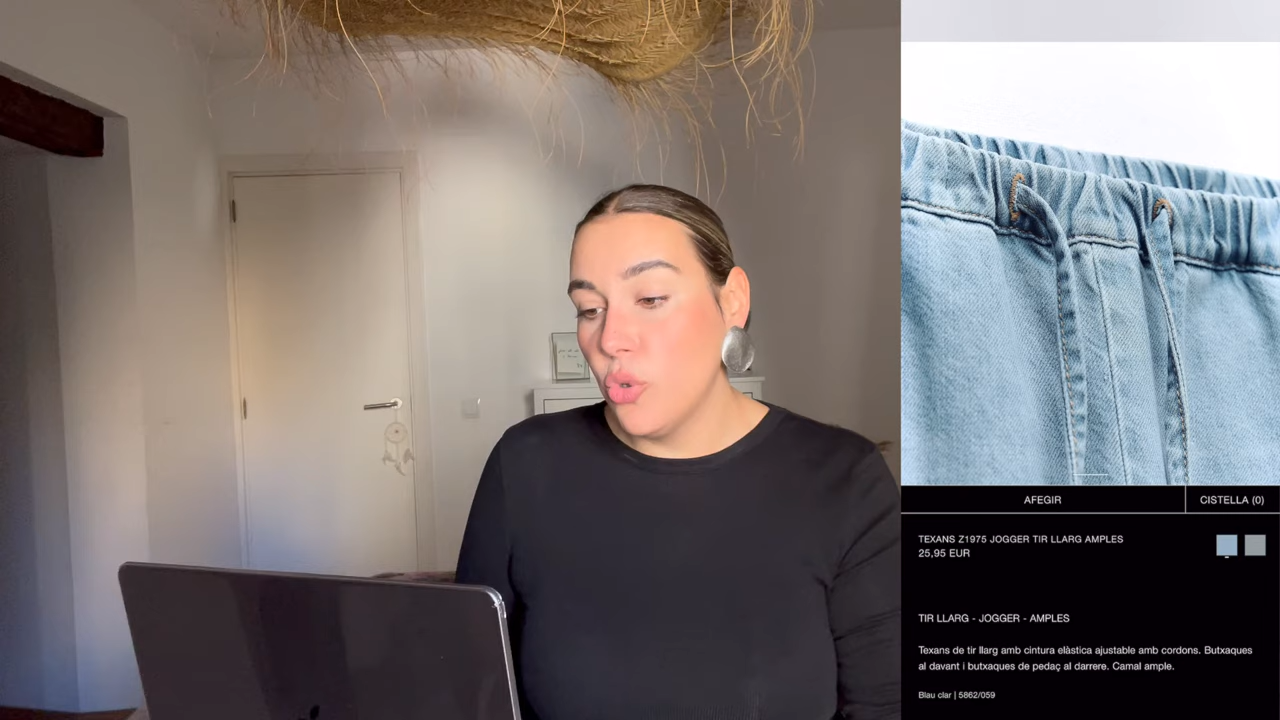 AFEGIR
CISTELLA (0)
TEXANS Z1975 JOGGER TIR LLARG AMPLES
25,95 EUR
TIR LLARG - JOGGER - AMPLES
Texans de tir llarg amb cintura elàstica ajustable amb cordons. Butxaques
al davant i butxaques de pedaç al darrere. Camal ample.
Blau clar | 5862/059